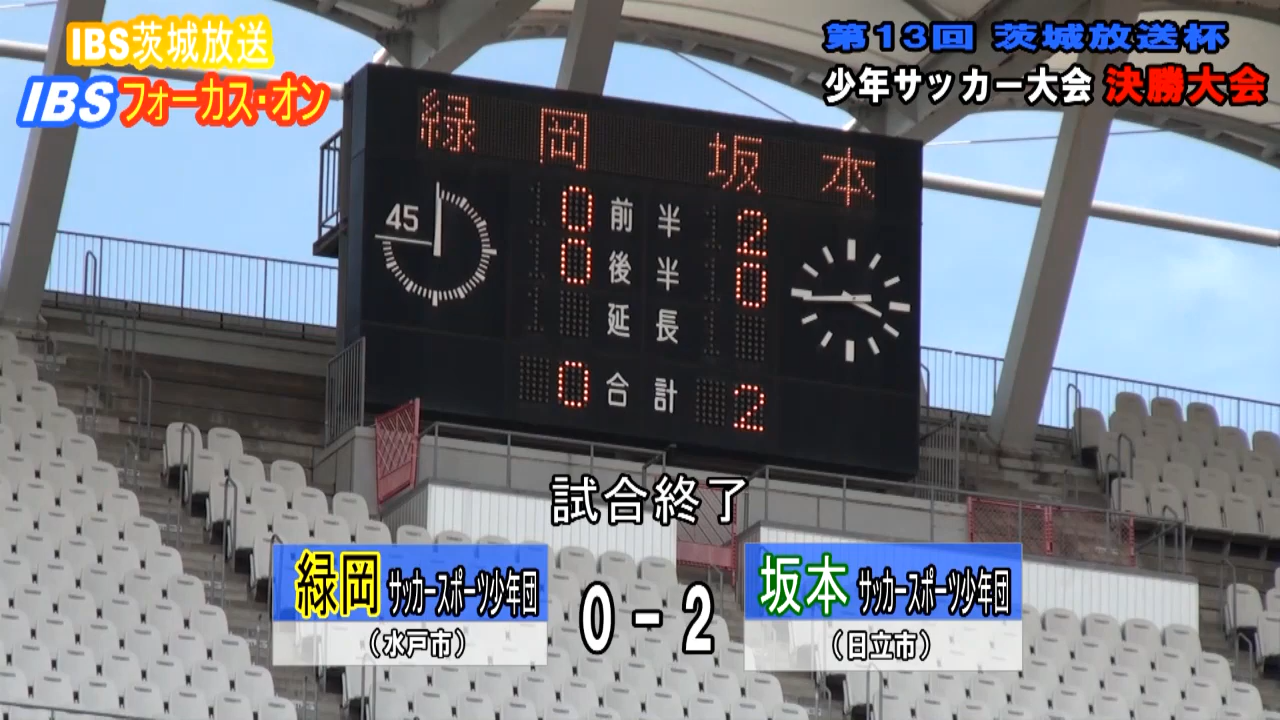 IBS茨城放送
IBSフォーカス・オン
第13回 茨城放送杯
少年サッカー大会 決勝大会
緑岡 坂本
45
0 前半 2
0 後半 0
延長
0 合計 2
試合終了
緑岡 サッカースポーツ少年団
(水戸市)
0 - 2
坂本 サッカースポーツ少年団
(日立市)